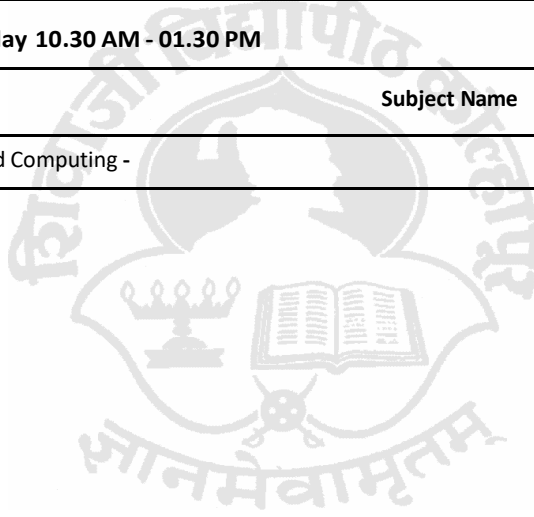 ay 10.30 AM - 01.30 PM
Subject Name
d Computing -
शिवाजी विद्यापीठ कोल्हापूर
ज्ञानमेवामृतम्